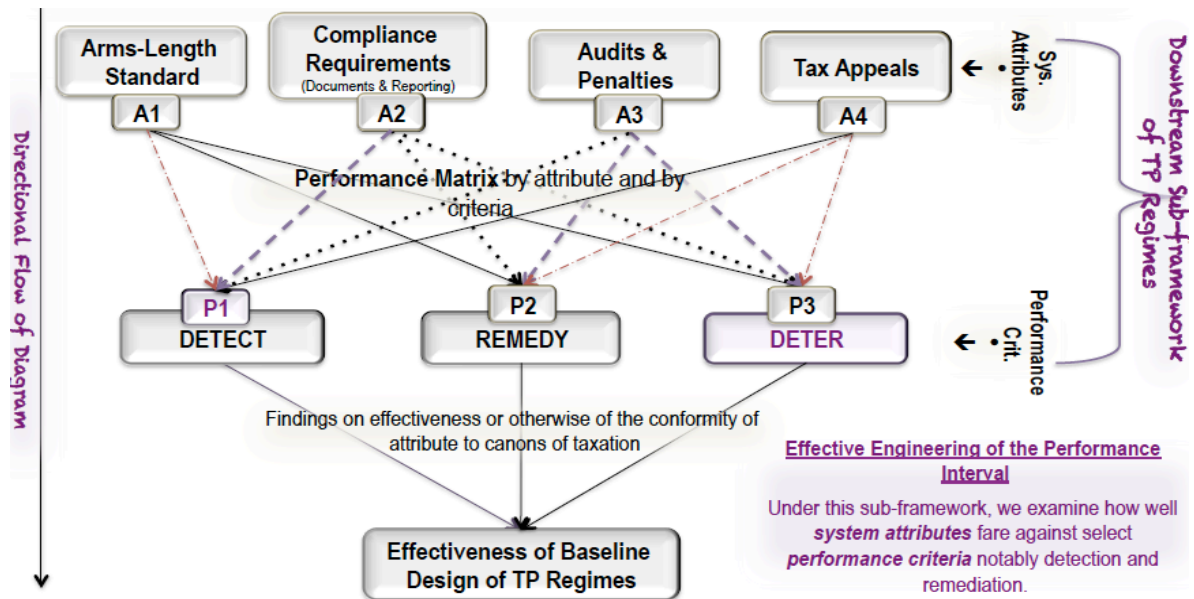 Arms-Length
Standard
A1
Compliance
Requirements
(Documents & Reporting)
A2
Audits &
Penalties
A3
Tax Appeals
A4
Sys.
Attributes
Downstream Sub-framework
of TP Regimes
Directional Flow of Diagram
Performance Matrix by attribute and by
criteria
P1
DETECT
P2
REMEDY
P3
DETER
Performance
Crit.
Findings on effectiveness or otherwise of the conformity of
attribute to canons of taxation
Effective Engineering of the Performance
Interval
Under this sub-framework, we examine how well
system attributes fare against select
performance criteria notably detection and
remediation.
Effectiveness of Baseline
Design of TP Regimes